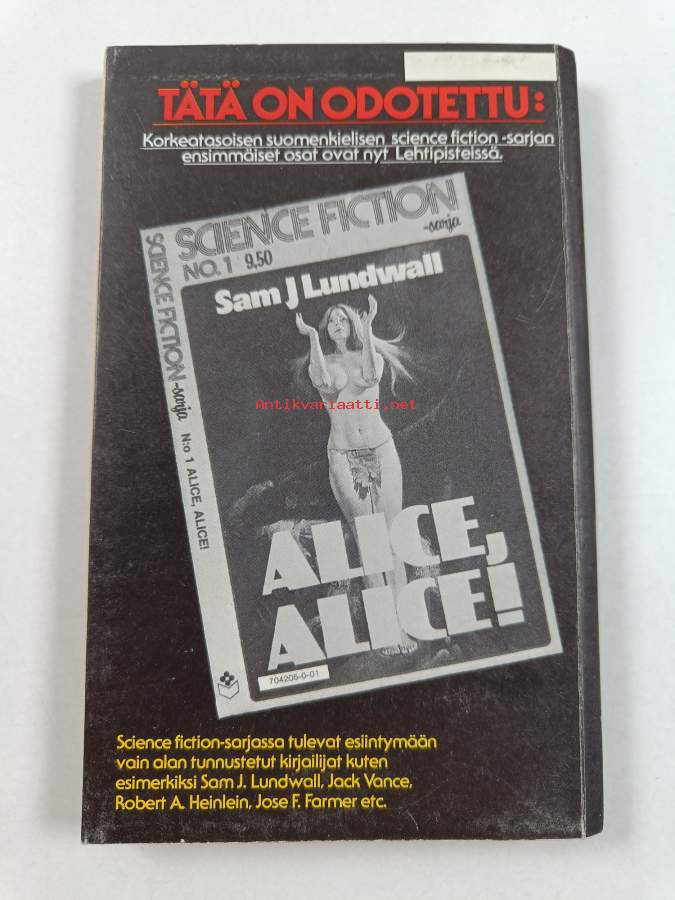 TÄTÄ ON ODOTETTU:
Korkeatasoisen suomenkielisen science fiction -sarjan
ensimmäiset osat ovat nyt Lehtipisteissä.
SCIENCE FICTION
-sarja
NO.1 9,50
Sam J Lundwall
ALICE,
ALICE!
704205-0-01
SCIENCE FICTION -sarja N:o 1 ALICE, ALICE!
Antikvariaatti.net
Science fiction-sarjassa tulevat esiintymään
vain alan tunnustetut kirjailijat kuten
esimerkiksi Sam J. Lundwall, Jack Vance,
Robert A. Heinlein, Jose F. Farmer etc.